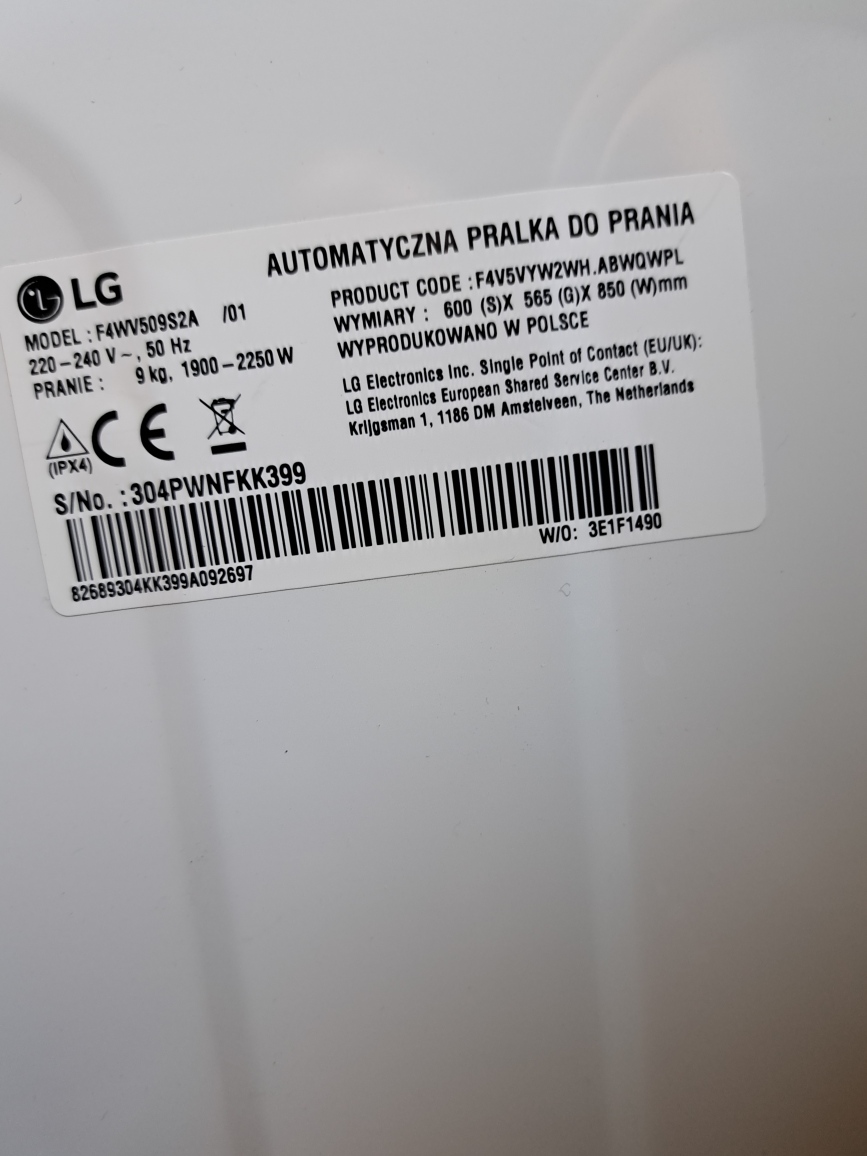 LG
AUTOMATYCZNA PRALKA DO PRANIA
MODEL : F4WV509S2A /01
220-240 V~, 50 Hz
PRANIE : 9 kg, 1900-2250 W
PRODUCT CODE : F4V5VYW2WH.ABWQWPL
WYMIARY : 600 (S)X 565 (G)X 850 (W)mm
WYPRODUKOWANO W POLSCE
LG Electronics Inc. Single Point of Contact (EU/UK):
LG Electronics European Shared Service Center B.V.
Krijgsman 1, 1186 DM Amstelveen, The Netherlands
(IPX4)
CE
S/No. : 304PWNFKK399
82689304KK399A092697
W/O: 3E1F1490